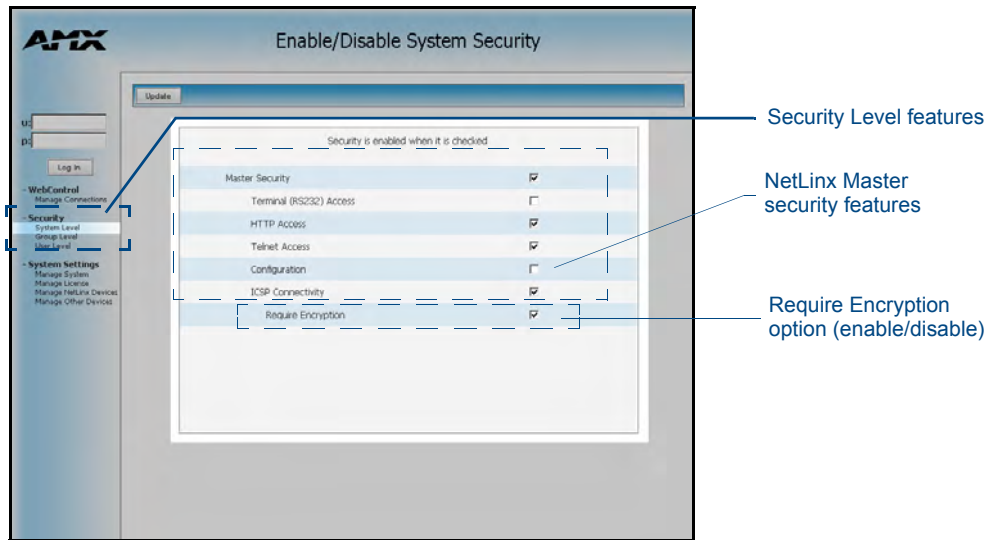 AMX
Enable/Disable System Security
Update
u:
p:
Log in
- WebControl
Manage Connections
- Security
System Level
Group Level
User Level
- System Settings
Manage System
Manage License
Manage NetLinx Devices
Manage Other Devices
Security is enabled when it is checked
Master Security
Terminal (RS232) Access
HTTP Access
Telnet Access
Configuration
ICSP Connectivity
Require Encryption
Security Level features
NetLinx Master
security features
Require Encryption
option (enable/disable)